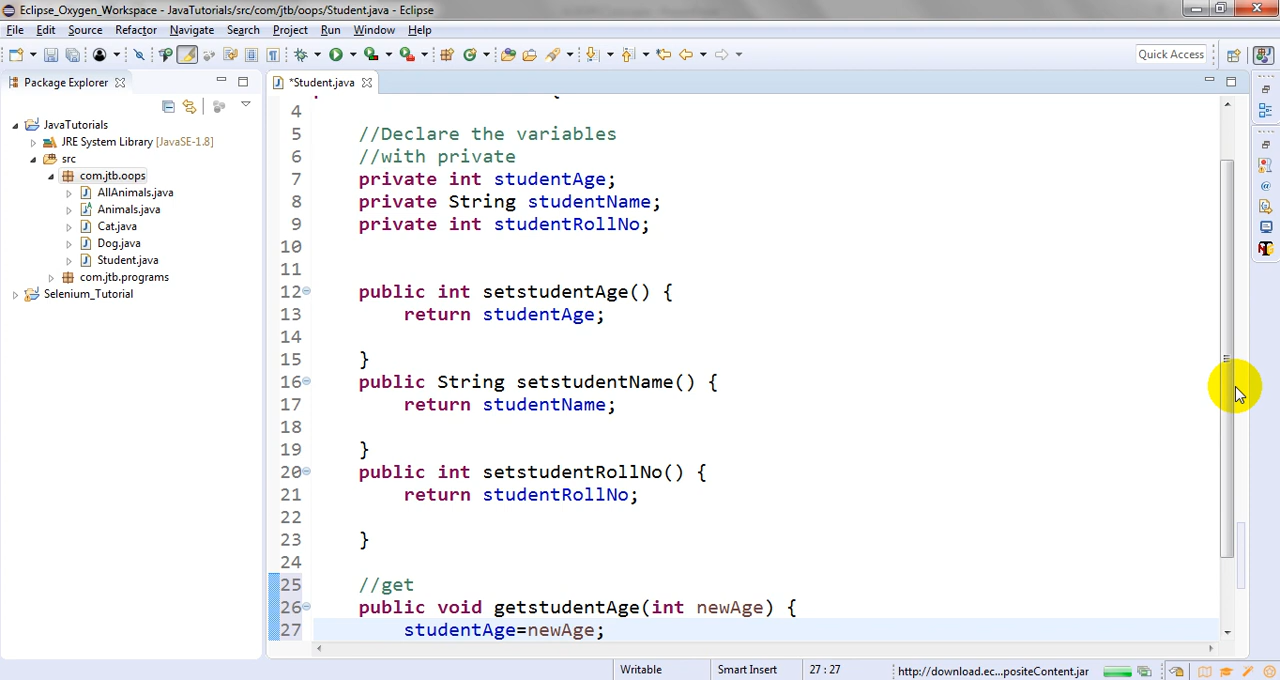 Eclipse_Oxygen_Workspace - JavaTutorials/src/com/jtb/oops/Student.java - Eclipse
File Edit Source Refactor Navigate Search Project Run Window Help
Quick Access
Package Explorer
*Student.java
JavaTutorials
JRE System Library [JavaSE-1.8]
src
com.jtb.oops
AllAnimals.java
Animals.java
Cat.java
Dog.java
Student.java
com.jtb.programs
Selenium_Tutorial
4
5 //Declare the variables
6 //with private
7 private int studentAge;
8 private String studentName;
9 private int studentRollNo;
10
11
12 public int setstudentAge() {
13 return studentAge;
14
15 }
16 public String setstudentName() {
17 return studentName;
18
19 }
20 public int setstudentRollNo() {
21 return studentRollNo;
22
23 }
24
25 //get
26 public void getstudentAge(int newAge) {
27 studentAge=newAge;
Writable Smart Insert 27 : 27 http://download.ec...positeContent.jar